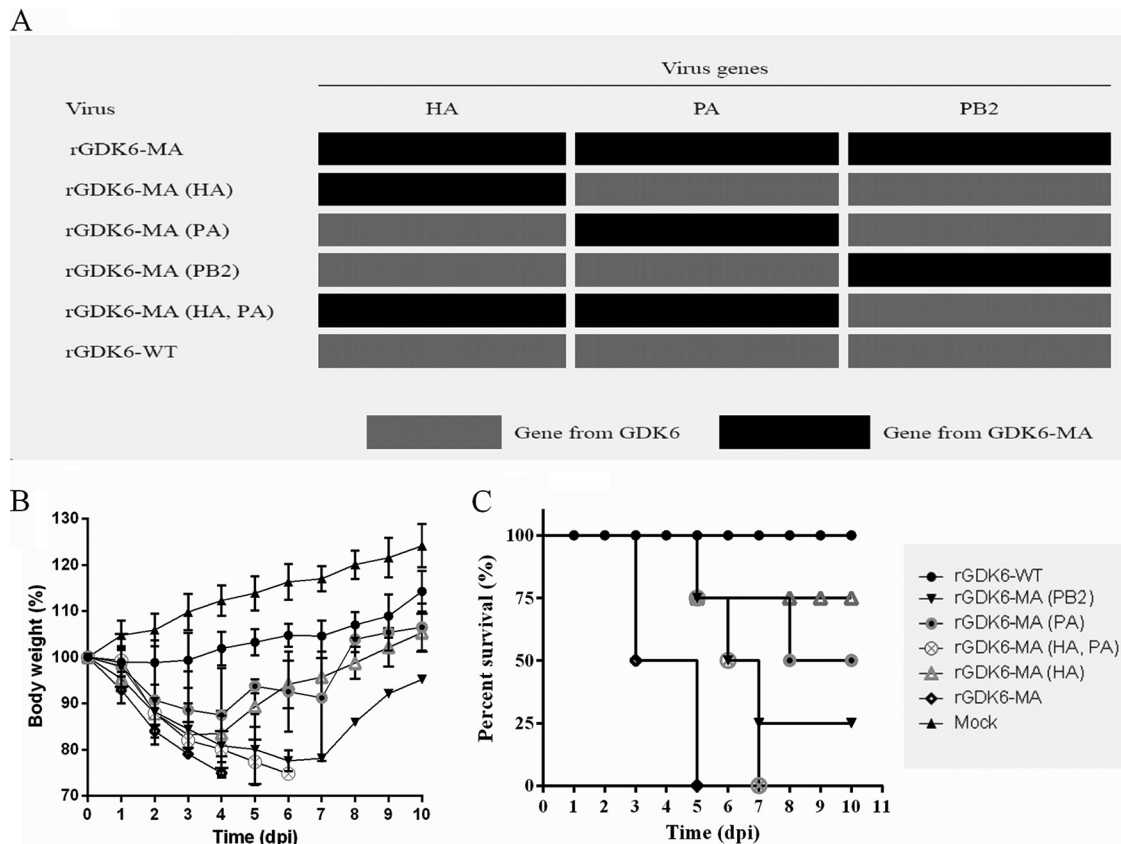 A
Virus genes
Virus HA PA PB2
rGDK6-MA
rGDK6-MA (HA)
rGDK6-MA (PA)
rGDK6-MA (PB2)
rGDK6-MA (HA, PA)
rGDK6-WT
Gene from GDK6 Gene from GDK6-MA
B
130
120
110
100
90
80
70
Body weight (%)
0 1 2 3 4 5 6 7 8 9 10
Time (dpi)
C
100
75
50
25
0
Percent survival (%)
0 1 2 3 4 5 6 7 8 9 10 11
Time (dpi)
rGDK6-WT
rGDK6-MA (PB2)
rGDK6-MA (PA)
rGDK6-MA (HA, PA)
rGDK6-MA (HA)
rGDK6-MA
Mock